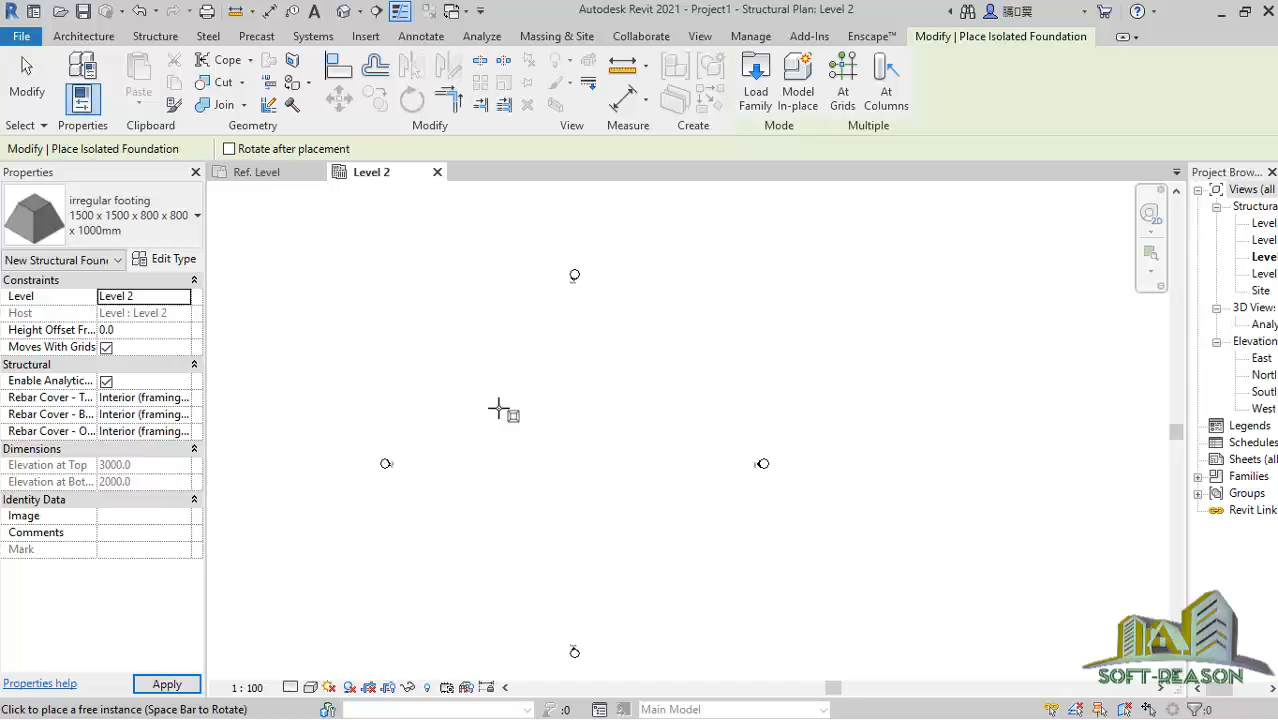 Autodesk Revit 2021 - Project1 - Structural Plan: Level 2
File Architecture Structure Steel Precast Systems Insert Annotate Analyze Massing & Site Collaborate View Manage Add-Ins Enscape™ Modify | Place Isolated Foundation
Modify Paste Cope Cut Join Load Family Model In-place At Grids At Columns
Select Properties Clipboard Geometry Modify View Measure Create Mode Multiple
Modify | Place Isolated Foundation Rotate after placement
Properties
Ref. Level Level 2
Project Brow...
irregular footing
1500 x 1500 x 800 x 800
x 1000mm
New Structural Foun Edit Type
Constraints
Level Level 2
Host Level : Level 2
Height Offset Fr... 0.0
Moves With Grids
Structural
Enable Analytic...
Rebar Cover - T... Interior (framing...
Rebar Cover - B... Interior (framing...
Rebar Cover - O... Interior (framing...
Dimensions
Elevation at Top 3000.0
Elevation at Bot... 2000.0
Identity Data
Image
Comments
Mark
Properties help Apply
2D
Views (all
Structura
Level
Level
Level
Level
Site
3D View
Analy
Elevation
East
Nort
Sout
West
Legends
Schedules
Sheets (all
Families
Groups
Revit Link
SOFT-REASON
1 : 100
Click to place a free instance (Space Bar to Rotate) :0 Main Model :0